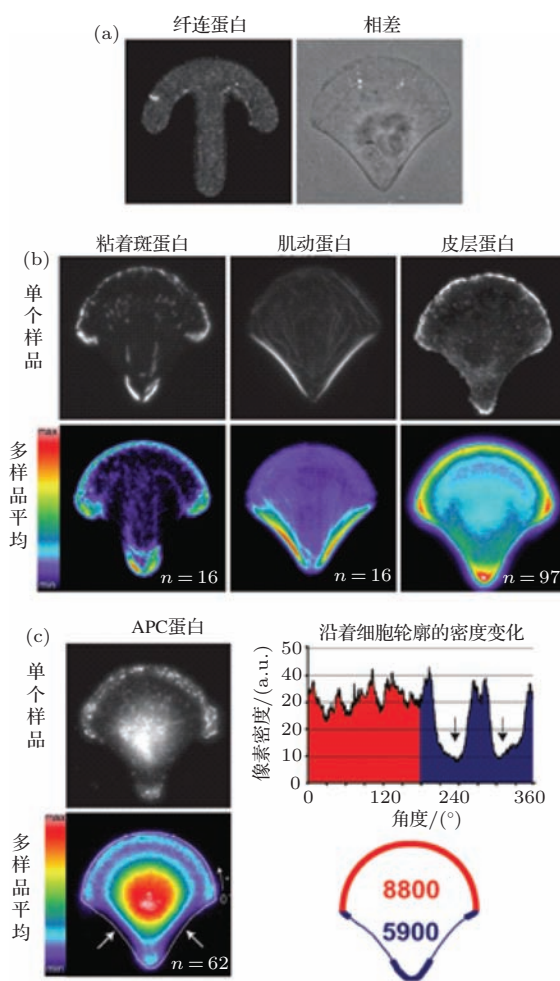 (a)
纤连蛋白 相差
(b)
粘着斑蛋白 肌动蛋白 皮层蛋白
单个样品
多样品平均
max
min
n = 16
n = 16
n = 97
(c)
APC蛋白
单个样品
多样品平均
max
min
n = 62
沿着细胞轮廓的密度变化
像素密度/(a.u.)
50
40
20
20
10
0
0 120 240 360
角度/(°)
8800
5900